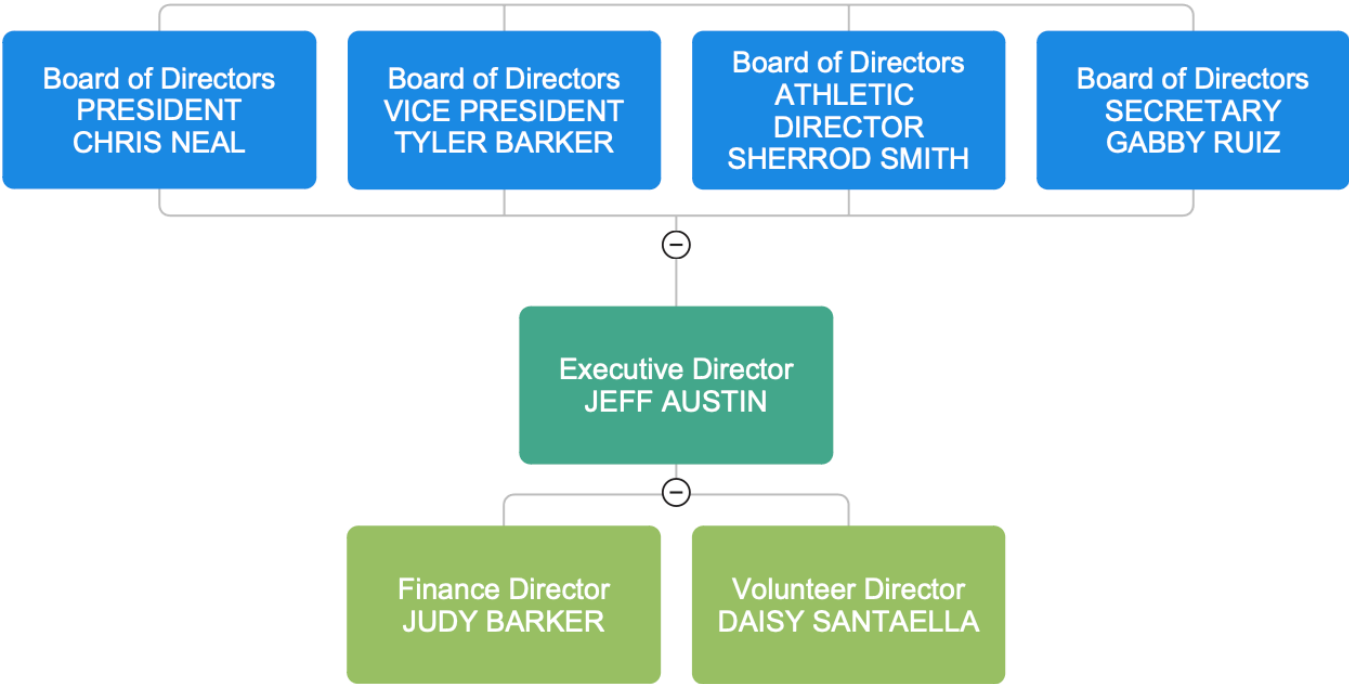 Board of Directors
PRESIDENT
CHRIS NEAL
Board of Directors
VICE PRESIDENT
TYLER BARKER
Board of Directors
ATHLETIC
DIRECTOR
SHERROD SMITH
Board of Directors
SECRETARY
GABBY RUIZ
Executive Director
JEFF AUSTIN
Finance Director
JUDY BARKER
Volunteer Director
DAISY SANTAELLA